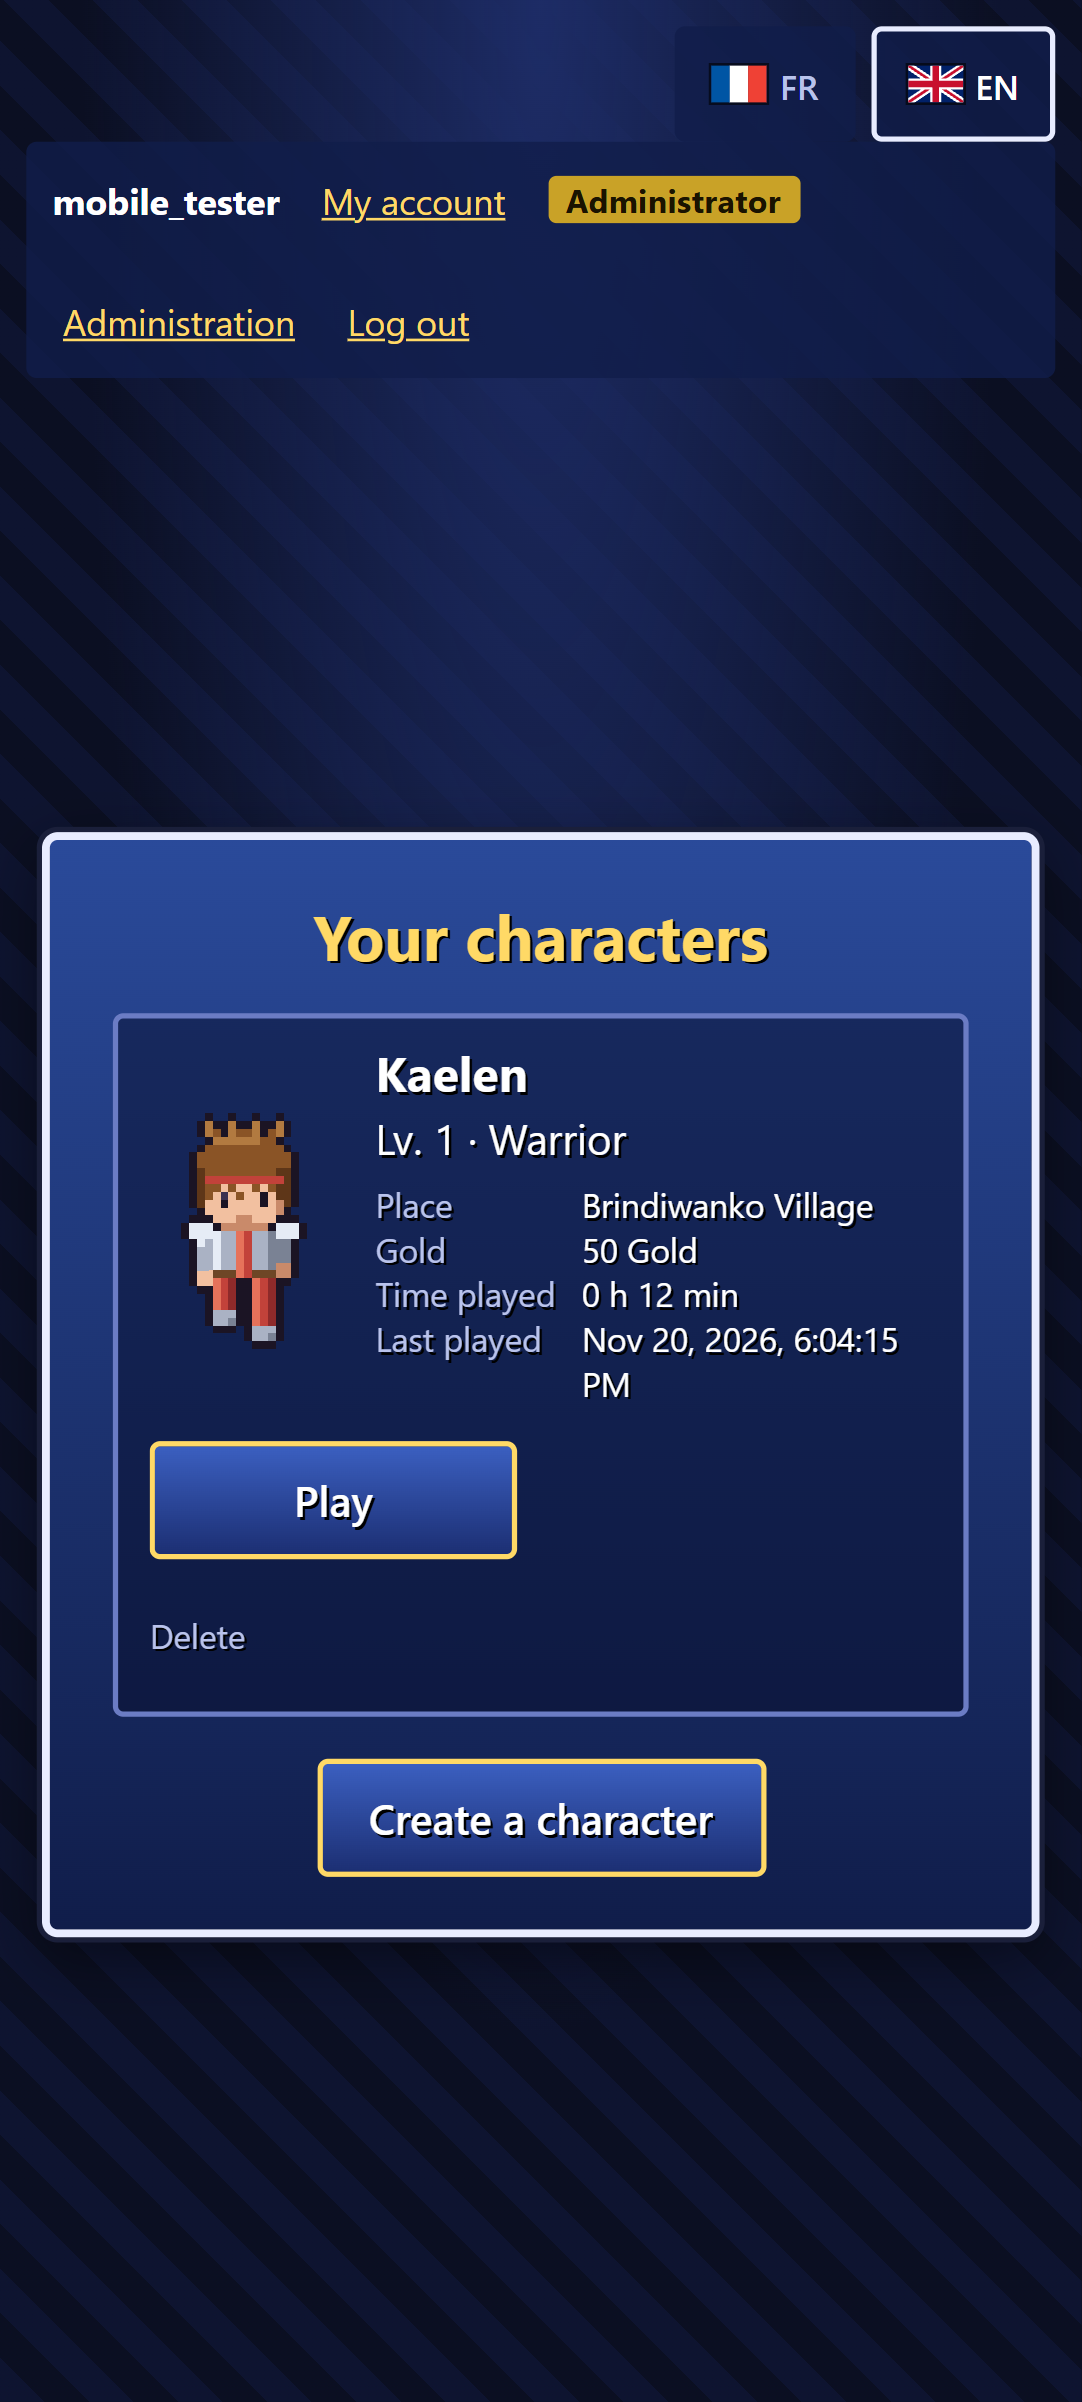 FR EN
mobile_tester My account Administrator
Administration Log out
Your characters
Kaelen
Lv. 1 · Warrior
Place Brindiwanko Village
Gold 50 Gold
Time played 0 h 12 min
Last played Nov 20, 2026, 6:04:15
PM
Play
Delete
Create a character